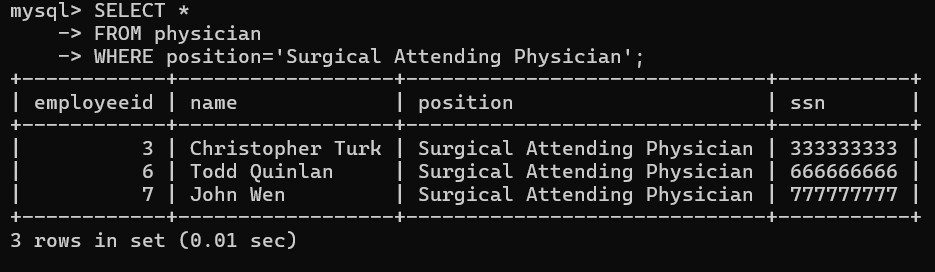 mysql> SELECT *
    -> FROM physician
    -> WHERE position='Surgical Attending Physician';
+------------+------------------+------------------------------+-----------+
| employeeid | name             | position                     | ssn       |
+------------+------------------+------------------------------+-----------+
|          3 | Christopher Turk | Surgical Attending Physician | 333333333 |
|          6 | Todd Quinlan     | Surgical Attending Physician | 666666666 |
|          7 | John Wen         | Surgical Attending Physician | 777777777 |
+------------+------------------+------------------------------+-----------+
3 rows in set (0.01 sec)